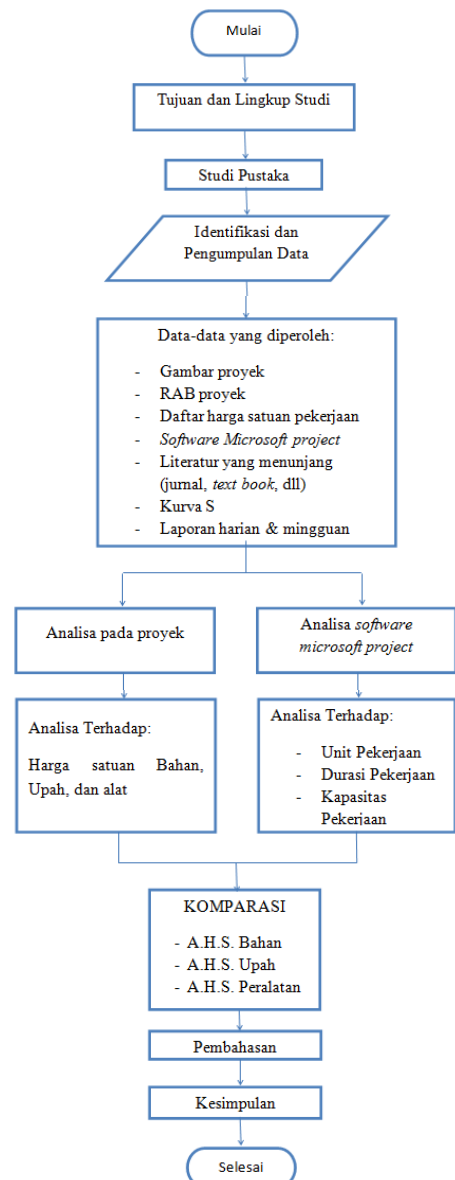 Mulai
Tujuan dan Lingkup Studi
Studi Pustaka
Identifikasi dan
Pengumpulan Data
Data-data yang diperoleh:
- Gambar proyek
- RAB proyek
- Daftar harga satuan pekerjaan
- Software Microsoft project
- Literatur yang menunjang
(jurnal, text book, dll)
- Kurva S
- Laporan harian & mingguan
Analisa pada proyek
Analisa software
microsoft project
Analisa Terhadap:
Harga satuan Bahan,
Upah, dan alat
Analisa Terhadap:
- Unit Pekerjaan
- Durasi Pekerjaan
- Kapasitas
Pekerjaan
KOMPARASI
- A.H.S. Bahan
- A.H.S. Upah
- A.H.S. Peralatan
Pembahasan
Kesimpulan
Selesai